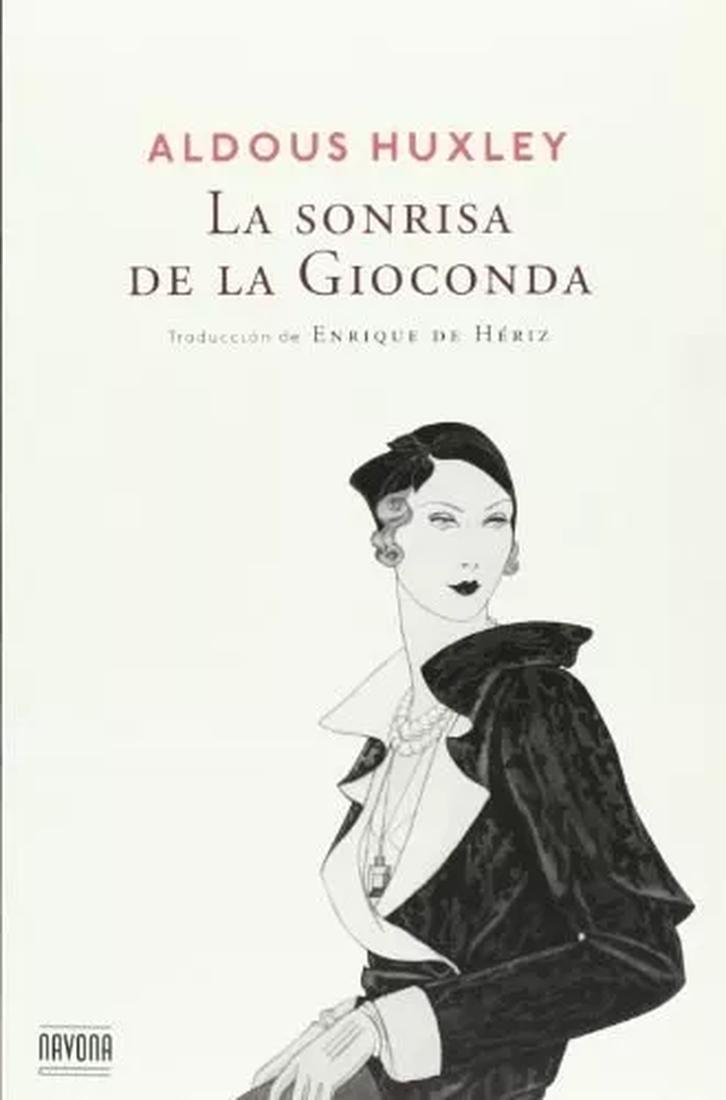 ALDOUS HUXLEY
LA SONRISA
DE LA GIOCONDA
Traducción de ENRIQUE DE HÉRIZ
NAVONA